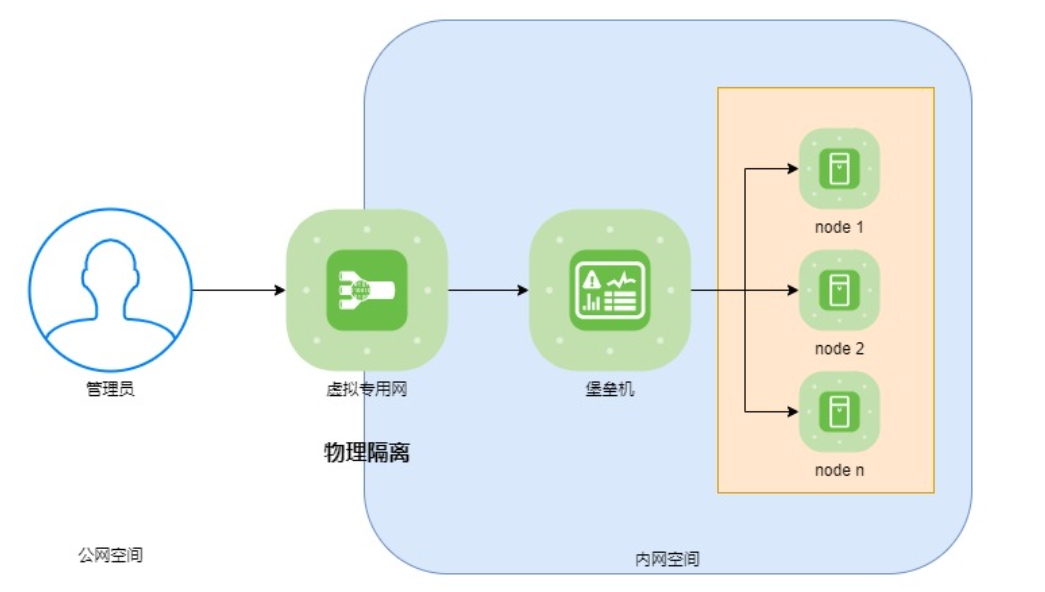 node 1
node 2
管理员
虚拟专用网
堡垒机
物理隔离
node n
公网空间
内网空间